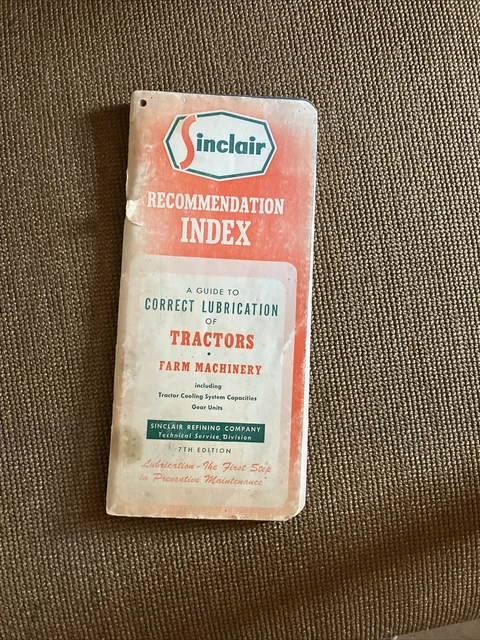 Sinclair
RECOMMENDATION
INDEX
A GUIDE TO
CORRECT LUBRICATION
OF
TRACTORS
•
FARM MACHINERY
including
Tractor Cooling System Capacities
Gear Units
SINCLAIR REFINING COMPANY
Technical Service Division
7TH EDITION
"Lubrication-The First Step
in Preventive Maintenance"